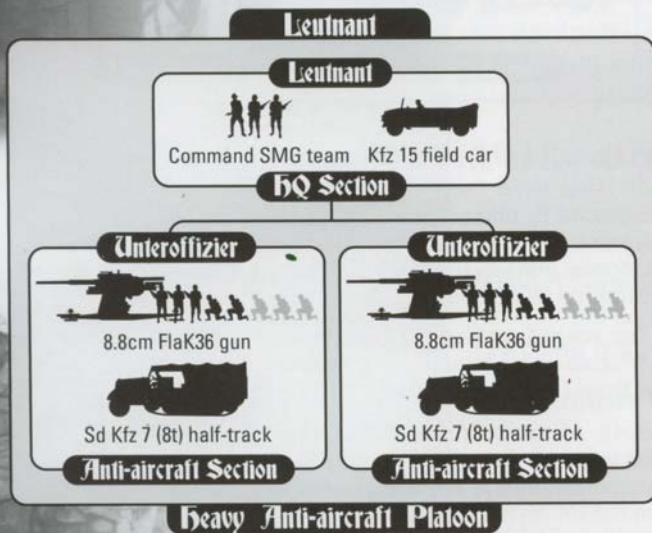 Leutnant
Leutnant
Command SMG team Kfz 15 field car
HQ Section
Unteroffizier
8.8cm FlaK36 gun
Sd Kfz 7 (8t) half-track
Anti-aircraft Section
Unteroffizier
8.8cm FlaK36 gun
Sd Kfz 7 (8t) half-track
Anti-aircraft Section
Heavy Anti-aircraft Platoon